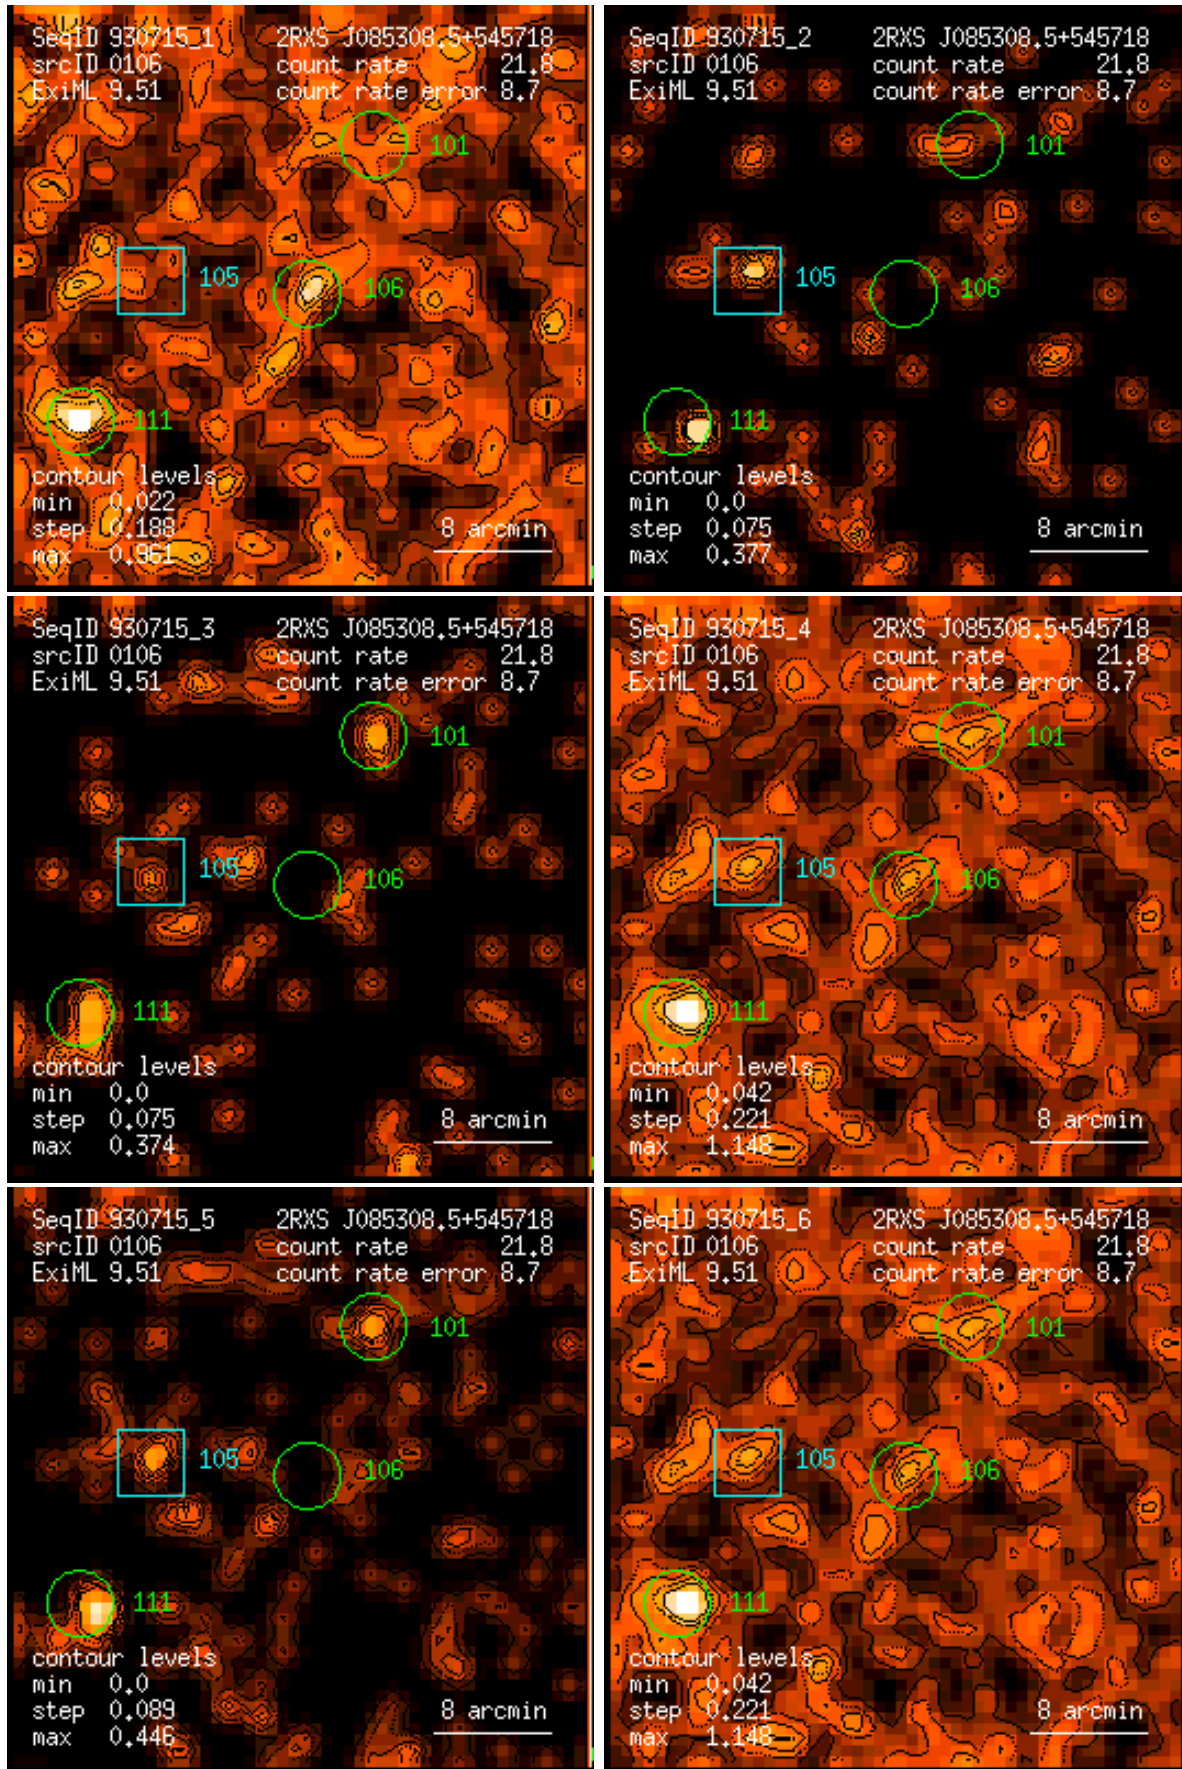 SeqID 930715_1 2RXS J085308.5+545718
srcID 0106 count rate 21.8
ExiML 9.51 count rate error 8.7
101
105
106
111
contour levels
min 0.022
step 0.188
max 0.961
8 arcmin
SeqID 930715_2 2RXS J085308.5+545718
srcID 0106 count rate 21.8
ExiML 9.51 count rate error 8.7
101
105
106
111
contour levels
min 0.0
step 0.075
max 0.377
8 arcmin
SeqID 930715_3 2RXS J085308.5+545718
srcID 0106 count rate 21.8
ExiML 9.51 count rate error 8.7
101
105
106
111
contour levels
min 0.0
step 0.075
max 0.374
8 arcmin
SeqID 930715_4 2RXS J085308.5+545718
srcID 0106 count rate 21.8
ExiML 9.51 count rate error 8.7
101
105
106
111
contour levels
min 0.042
step 0.221
max 1.148
8 arcmin
SeqID 930715_5 2RXS J085308.5+545718
srcID 0106 count rate 21.8
ExiML 9.51 count rate error 8.7
101
105
106
111
contour levels
min 0.0
step 0.089
max 0.446
8 arcmin
SeqID 930715_6 2RXS J085308.5+545718
srcID 0106 count rate 21.8
ExiML 9.51 count rate error 8.7
101
105
106
111
contour levels
min 0.042
step 0.221
max 1.148
8 arcmin